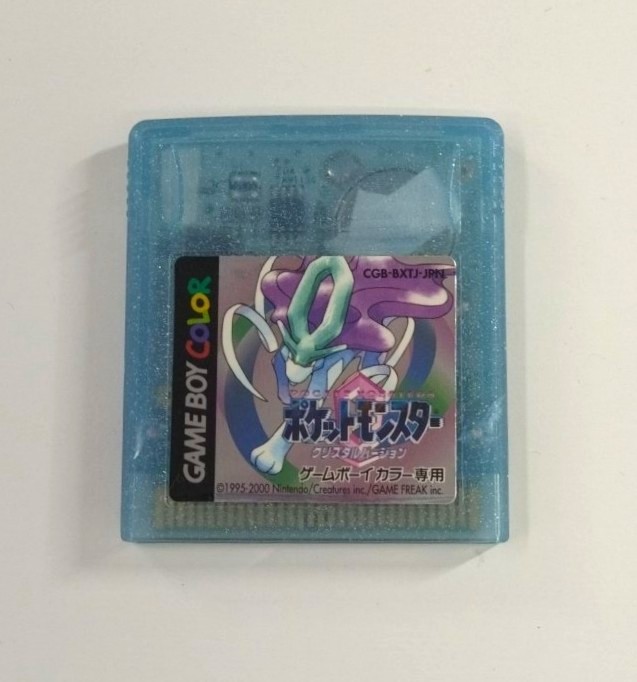 GAME BOY COLOR
CGB-BXTJ-JPN
ポケットモンスター
クリスタルバージョン
ゲームボーイカラー専用
©1995-2000 Nintendo/Creatures inc./GAME FREAK inc.